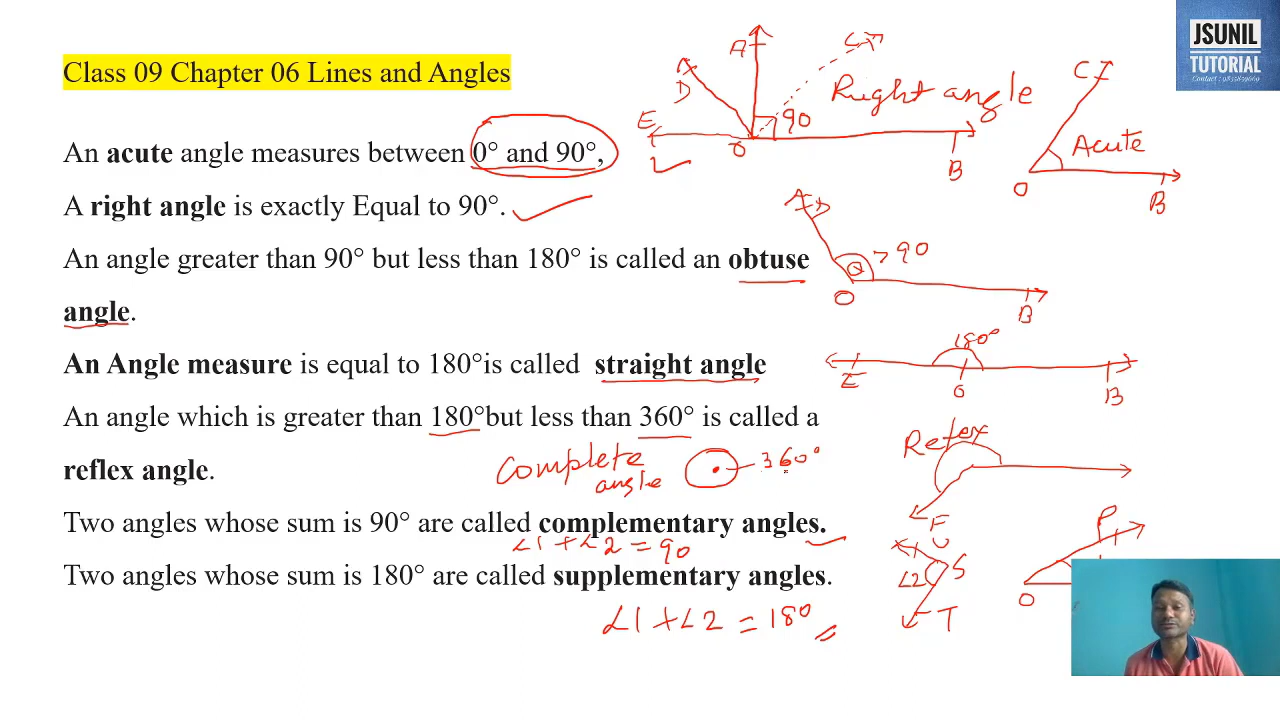 JSUNIL
TUTORIAL
Contact : 9835859669
Class 09 Chapter 06 Lines and Angles
An acute angle measures between 0° and 90°,
A right angle is exactly Equal to 90°.
An angle greater than 90° but less than 180° is called an obtuse
angle.
An Angle measure is equal to 180°is called straight angle
An angle which is greater than 180°but less than 360° is called a
reflex angle.
Complete
angle
360°
Two angles whose sum is 90° are called complementary angles.
∠1 + ∠2 = 90
Two angles whose sum is 180° are called supplementary angles.
∠1 + ∠2 = 180
A
C
D
E
Right angle
90
O
B
C
Acute
O
B
A
D
> 90
O
B
180°
E
O
B
Reflex
F
P
O
U
S
∠2
T